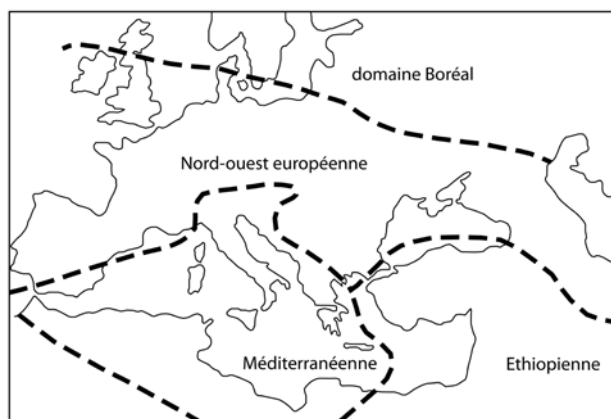 domaine Boréal
Nord-ouest européenne
Méditerranéenne
Ethiopienne